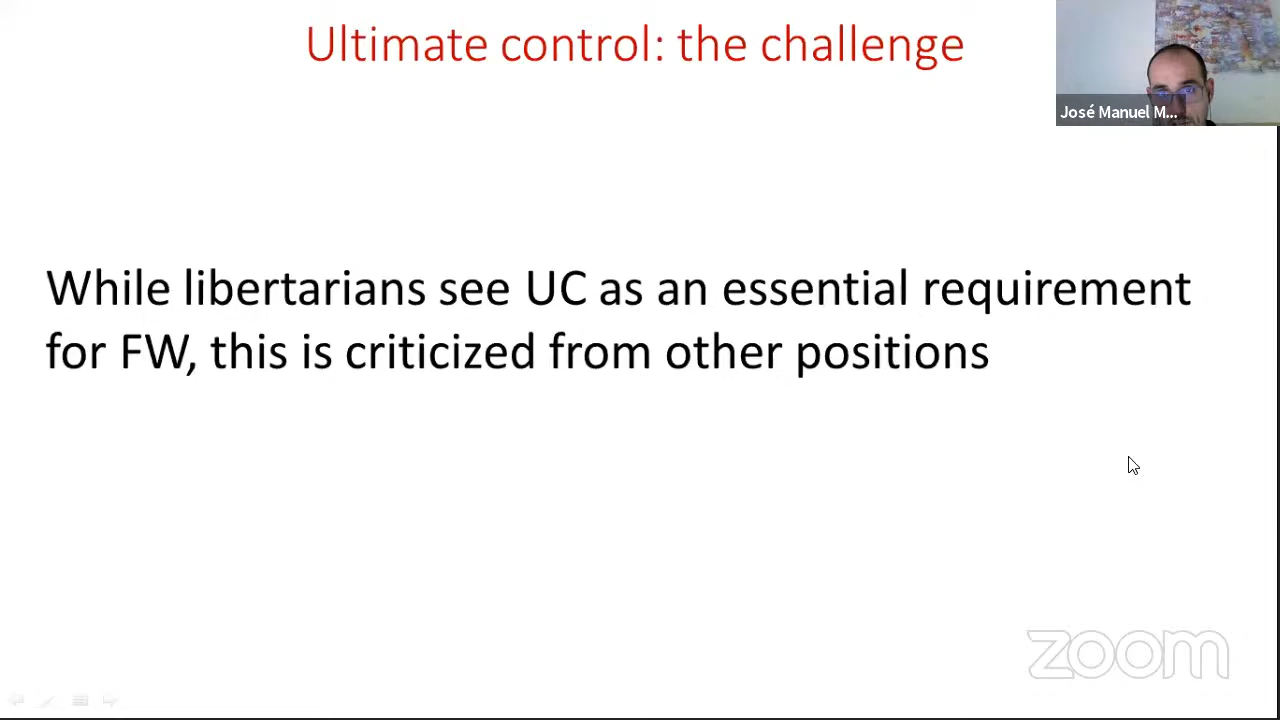 Ultimate control: the challenge
José Manuel M...
While libertarians see UC as an essential requirement
for FW, this is criticized from other positions
zoom